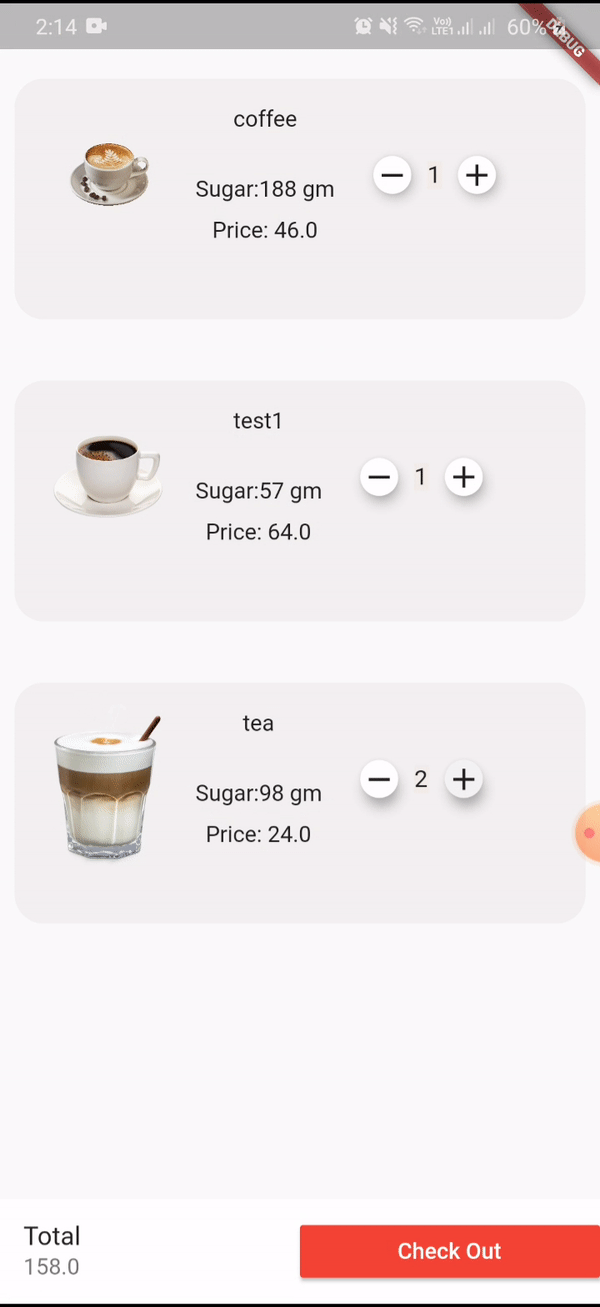 2:14
Vo)) LTE1
60%
DEBUG
coffee
Sugar:188 gm
Price: 46.0
1
test1
Sugar:57 gm
Price: 64.0
1
tea
Sugar:98 gm
Price: 24.0
2
Total
158.0
Check Out